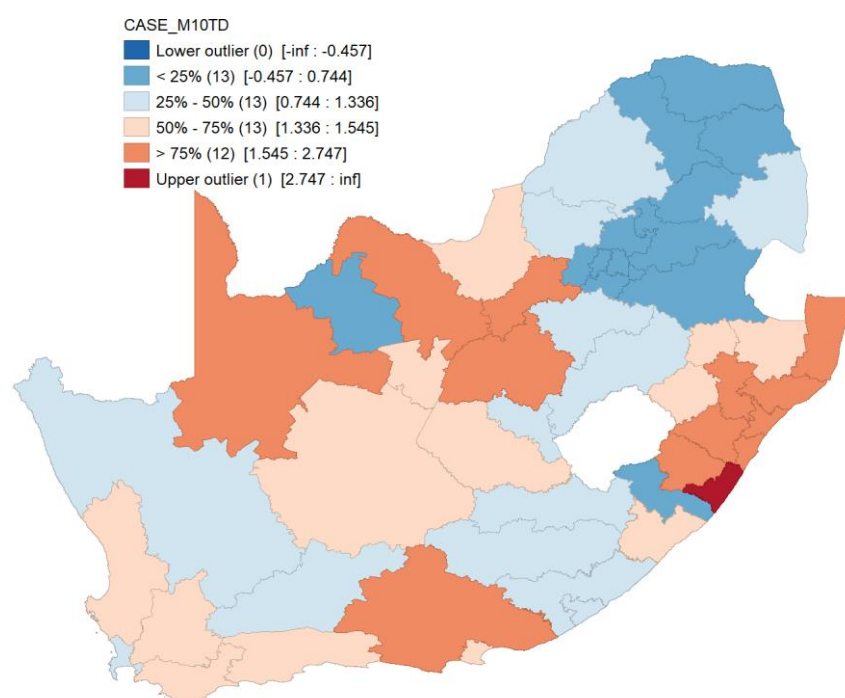 CASE_M10TD
Lower outlier (0) [-inf : -0.457]
< 25% (13) [-0.457 : 0.744]
25% - 50% (13) [0.744 : 1.336]
50% - 75% (13) [1.336 : 1.545]
> 75% (12) [1.545 : 2.747]
Upper outlier (1) [2.747 : inf]